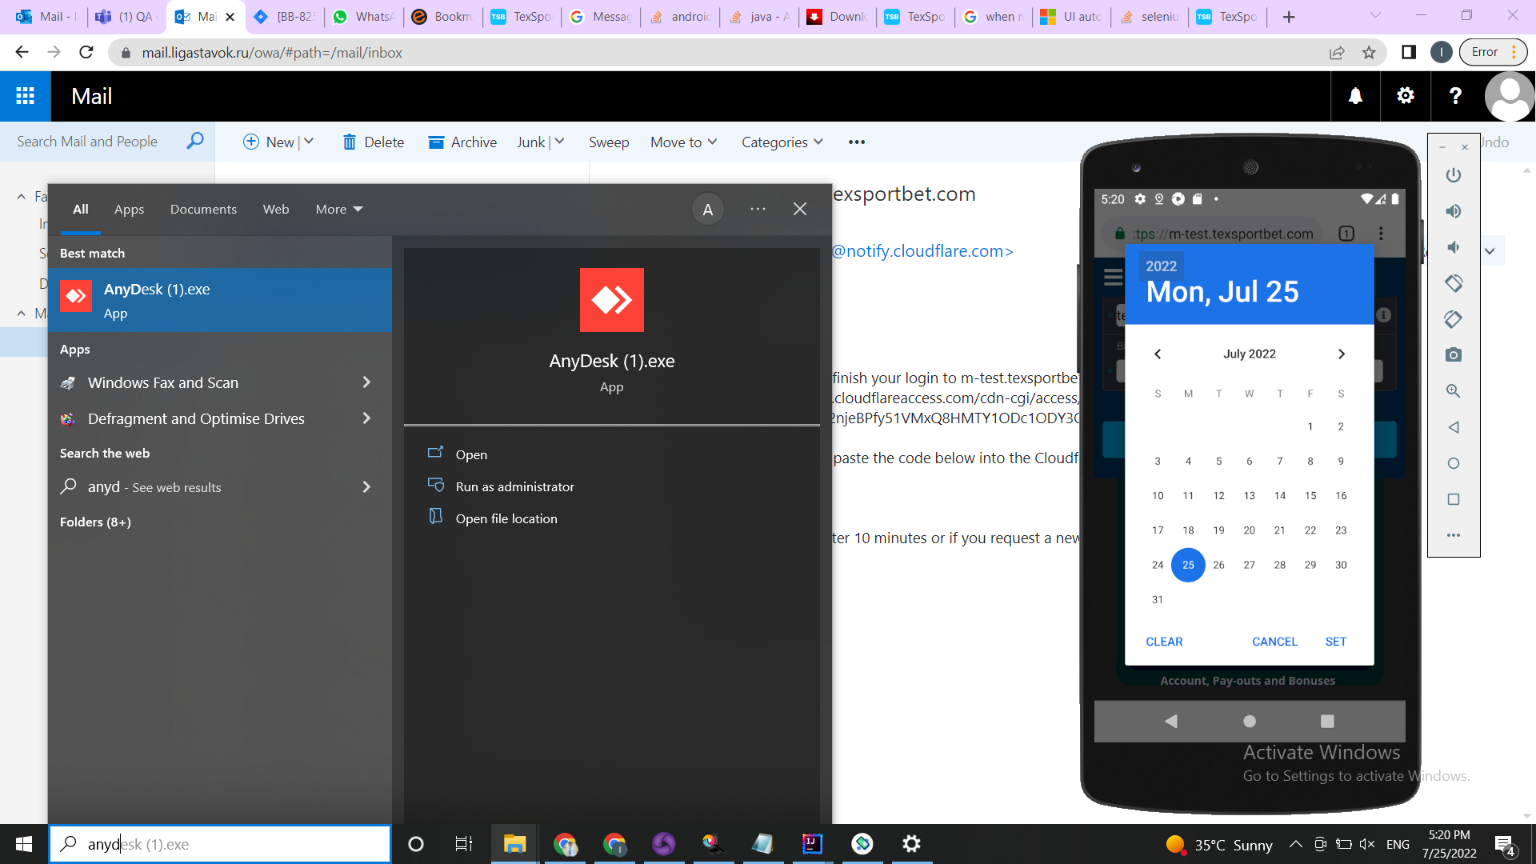 Mail - I
(1) QA
Mai
[BB-825
WhatsA
Bookm
TexSpo
Messag
android
java - A
Downlo
TexSpo
when n
UI auto
seleniu
TexSpo
mail.ligastavok.ru/owa/#path=/mail/inbox
Error
Mail
Search Mail and People
New
Delete
Archive
Junk
Sweep
Move to
Categories
Undo
All
Apps
Documents
Web
More
A
Best match
AnyDesk (1).exe
App
Apps
Windows Fax and Scan
Defragment and Optimise Drives
Search the web
anyd - See web results
Folders (8+)
AnyDesk (1).exe
App
Open
Run as administrator
Open file location
exsportbet.com
@notify.cloudflare.com>
finish your login to m-test.texsportbe
.cloudflareaccess.com/cdn-cgi/access/
2njeBPfy51VMxQ8HMTY1ODc1ODY3O
paste the code below into the Cloudf
ter 10 minutes or if you request a new
5:20
tps://m-test.texsportbet.com
1
2022
Mon, Jul 25
July 2022
S M T W T F S
1 2
3 4 5 6 7 8 9
10 11 12 13 14 15 16
17 18 19 20 21 22 23
24 25 26 27 28 29 30
31
CLEAR CANCEL SET
Account, Pay-outs and Bonuses
Activate Windows
Go to Settings to activate Windows.
anydesk (1).exe
35°C Sunny
ENG
5:20 PM
7/25/2022
4